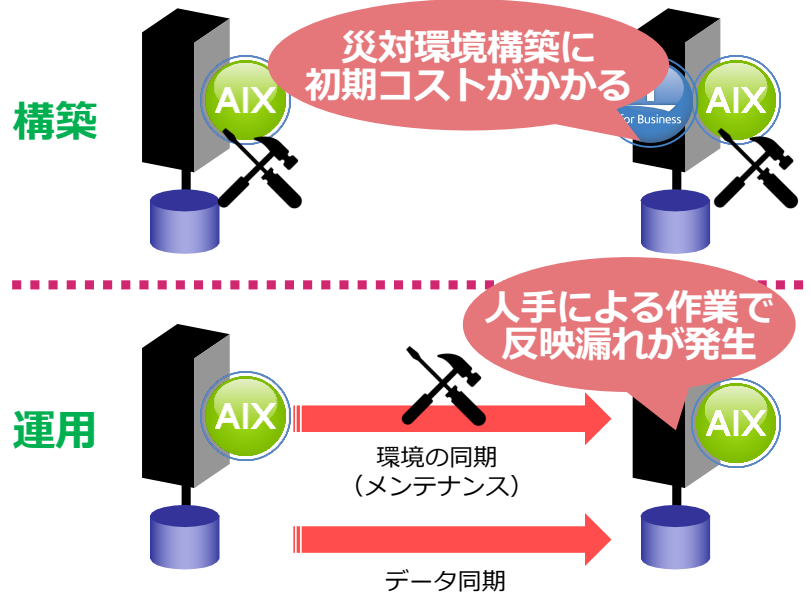 災対環境構築に
初期コストがかかる
構築
AIX
for Business
AIX
人手による作業で
反映漏れが発生
運用
AIX
AIX
環境の同期
（メンテナンス）
データ同期